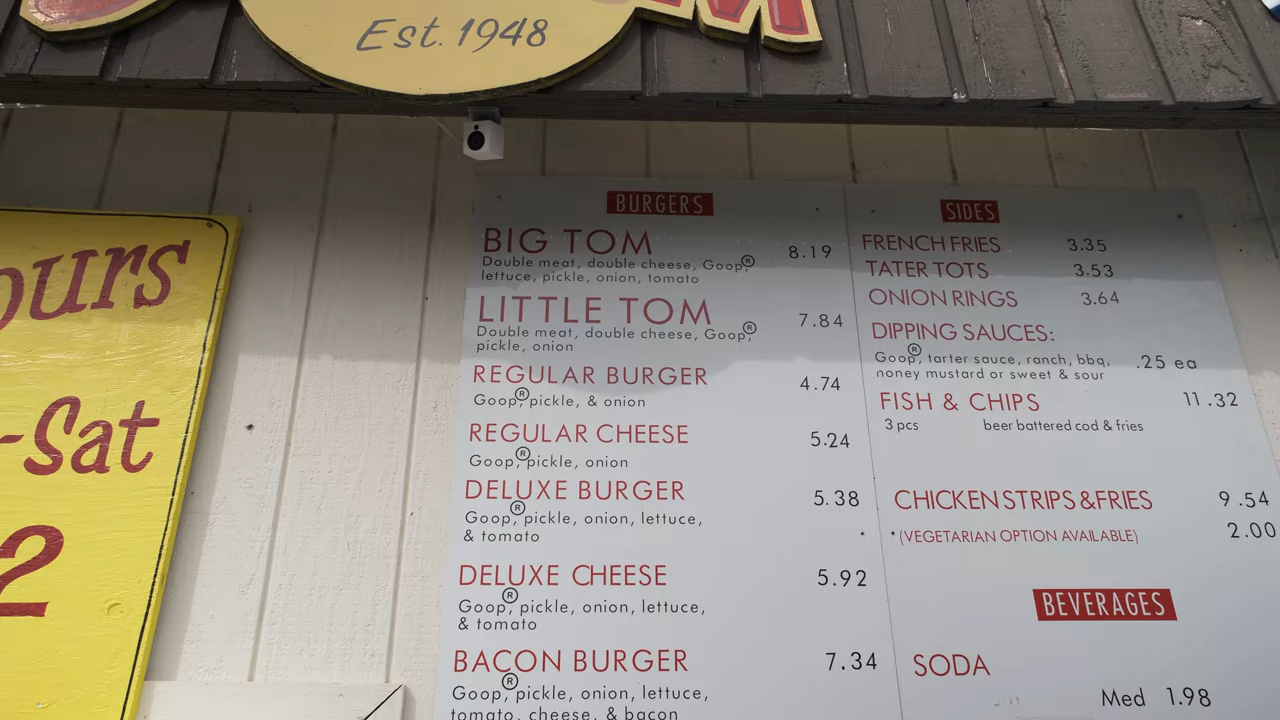 Est. 1948
ours
-Sat
2
BURGERS
BIG TOM 8.19
Double meat, double cheese, Goop®,
lettuce, pickle, onion, tomato
LITTLE TOM 7.84
Double meat, double cheese, Goop®,
pickle, onion
REGULAR BURGER 4.74
Goop®, pickle, & onion
REGULAR CHEESE 5.24
Goop®, pickle, onion
DELUXE BURGER 5.38
Goop®, pickle, onion, lettuce,
& tomato
DELUXE CHEESE 5.92
Goop®, pickle, onion, lettuce,
& tomato
BACON BURGER 7.34
Goop®, pickle, onion, lettuce,
tomato, cheese, & bacon
SIDES
FRENCH FRIES 3.35
TATER TOTS 3.53
ONION RINGS 3.64
DIPPING SAUCES:
Goop®, tarter sauce, ranch, bbq, .25 ea
noney mustard or sweet & sour
FISH & CHIPS 11.32
3 pcs beer battered cod & fries
CHICKEN STRIPS & FRIES 9.54
*(VEGETARIAN OPTION AVAILABLE) 2.00
BEVERAGES
SODA
Med 1.98